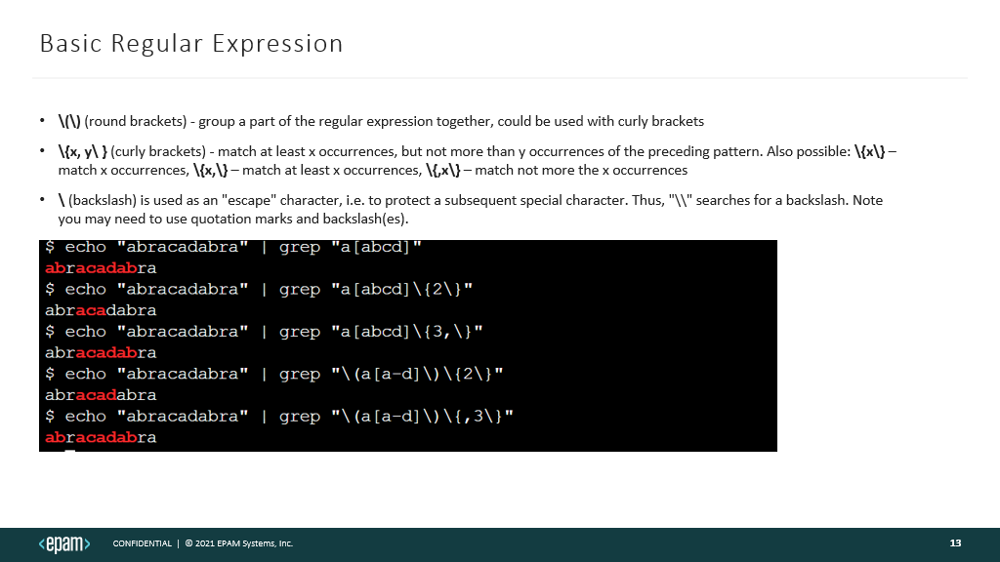 Basic Regular Expression
• \(\) (round brackets) - group a part of the regular expression together, could be used with curly brackets
• \{x, y\ } (curly brackets) - match at least x occurrences, but not more than y occurrences of the preceding pattern. Also possible: \{x\} –
match x occurrences, \{x,\} – match at least x occurrences, \{,x\} – match not more the x occurrences
• \ (backslash) is used as an "escape" character, i.e. to protect a subsequent special character. Thus, "\\" searches for a backslash. Note
you may need to use quotation marks and backslash(es).
$ echo "abracadabra" | grep "a[abcd]"
abracadabra
$ echo "abracadabra" | grep "a[abcd]\{2\}"
abracadabra
$ echo "abracadabra" | grep "a[abcd]\{3,\}"
abracadabra
$ echo "abracadabra" | grep "\(a[a-d]\)\{2\}"
abracadabra
$ echo "abracadabra" | grep "\(a[a-d]\)\{,3\}"
abracadabra
<epam> CONFIDENTIAL | © 2021 EPAM Systems, Inc. 13